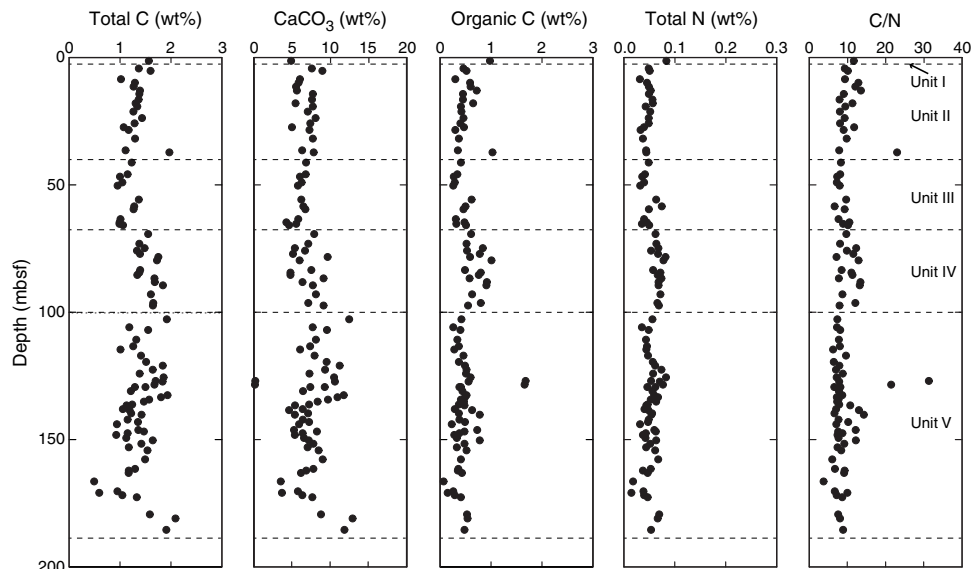 Total C (wt%) CaCO3 (wt%) Organic C (wt%) Total N (wt%) C/N
0 1 2 3 0 5 10 15 20 0 1 2 3 0.0 0.1 0.2 0.3 0 10 20 30 40
0
Unit I
Unit II
50
Unit III
Unit IV
100
Depth (mbsf)
Unit V
150
200